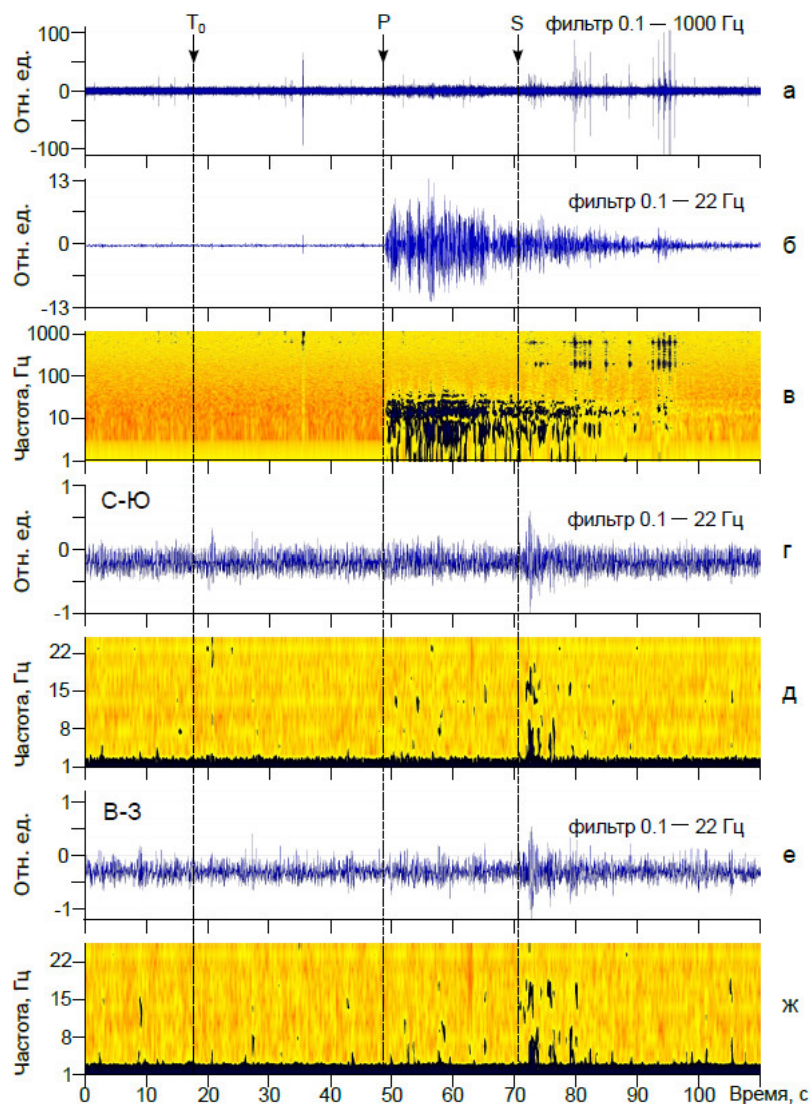 T0 P S
фильтр 0.1 — 1000 Гц
100
0
-100
Отн. ед.
а
13
0
-13
Отн. ед.
фильтр 0.1 — 22 Гц
б
1000
100
10
1
Частота, Гц
в
1
0
-1
Отн. ед.
С-Ю
фильтр 0.1 — 22 Гц
г
22
15
8
1
Частота, Гц
д
1
0
-1
Отн. ед.
В-З
фильтр 0.1 — 22 Гц
е
22
15
8
1
Частота, Гц
ж
0 10 20 30 40 50 60 70 80 90 100 Время, с